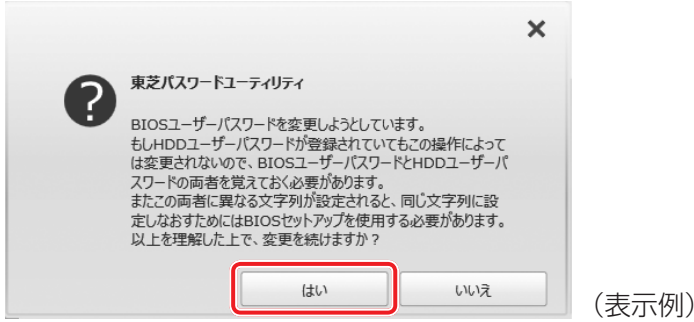 東芝パスワードユーティリティ
BIOSユーザーパスワードを変更しようとしています。
もしHDDユーザーパスワードが登録されていてもこの操作によって
は変更されないので、BIOSユーザーパスワードとHDDユーザーパ
スワードの両者を覚えておく必要があります。
またこの両者に異なる文字列が設定されると、同じ文字列に設
定しなおすためにはBIOSセットアップを使用する必要があります。
以上を理解した上で、変更を続けますか？
はい
いいえ
（表示例）